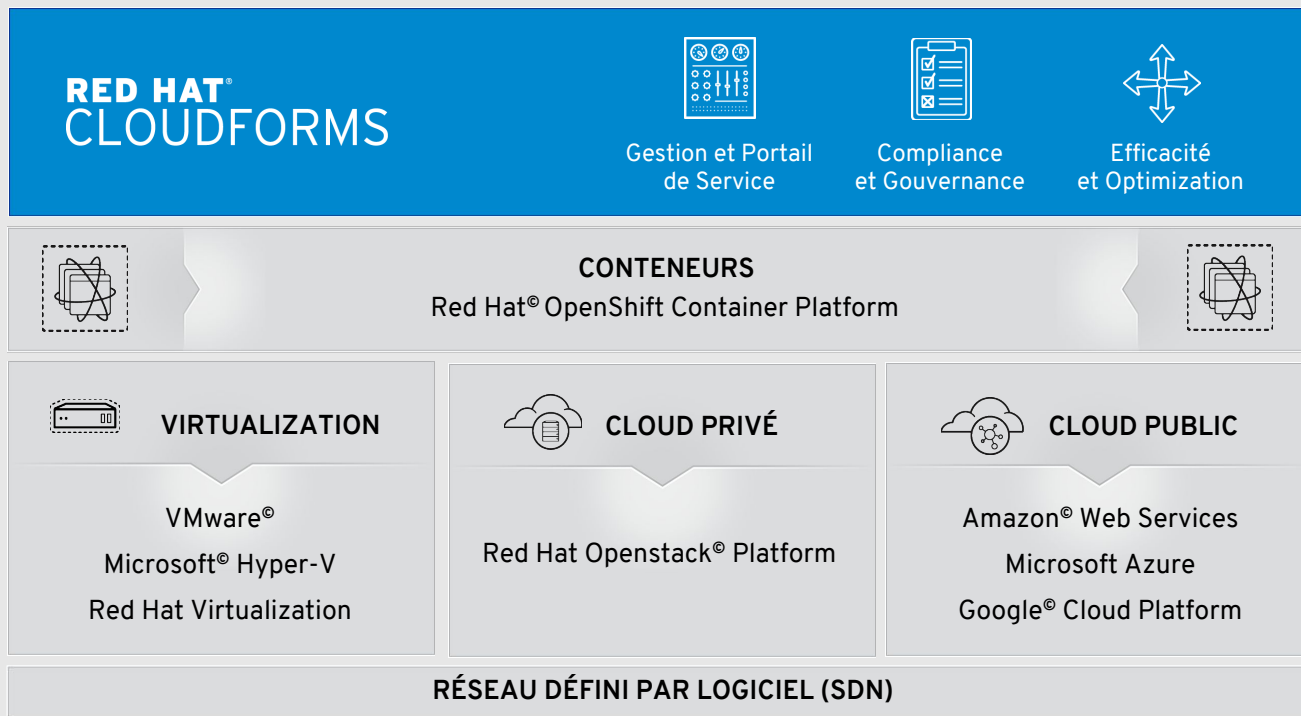 RED HAT®
CLOUDFORMS
Gestion et Portail
de Service
Compliance
et Gouvernance
Efficacité
et Optimization
CONTENEURS
Red Hat© OpenShift Container Platform
VIRTUALIZATION
VMware©
Microsoft© Hyper-V
Red Hat Virtualization
CLOUD PRIVÉ
Red Hat Openstack© Platform
CLOUD PUBLIC
Amazon© Web Services
Microsoft Azure
Google© Cloud Platform
RÉSEAU DÉFINI PAR LOGICIEL (SDN)